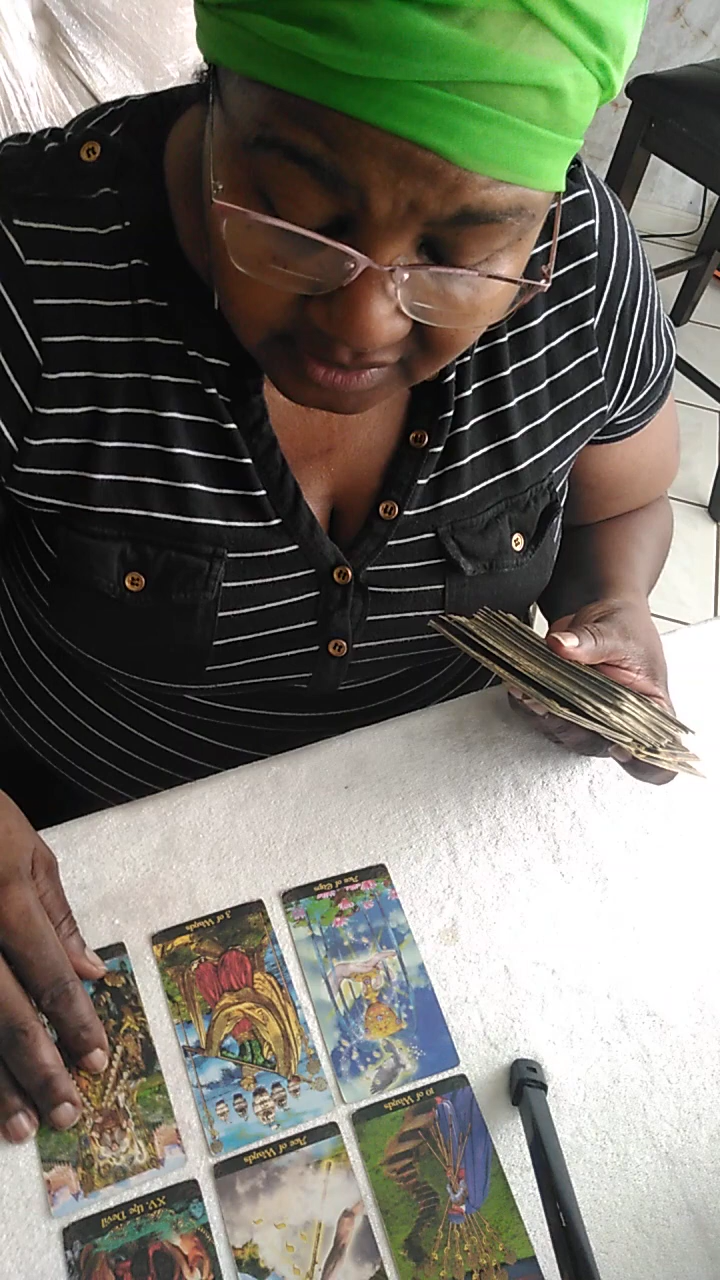 Ace of Cups
3 of Wands
10 of Wands
Ace of Wands
XV. the Devil